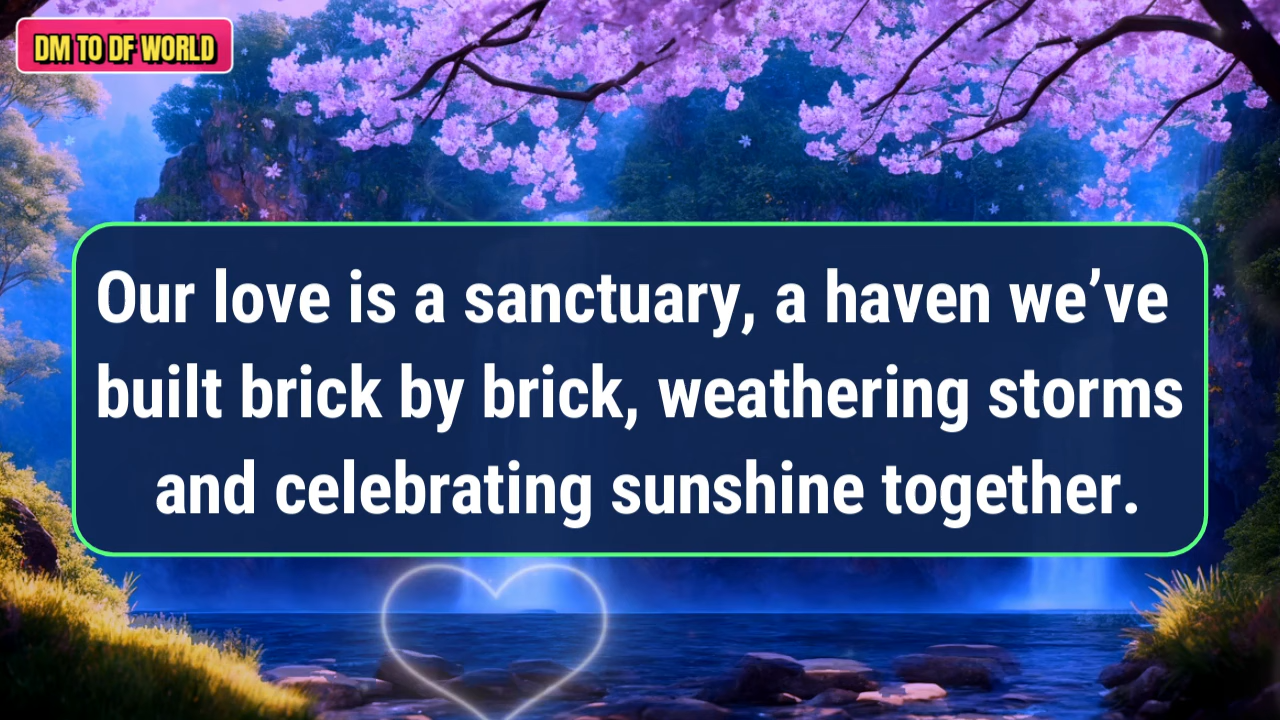 DM TO DF WORLD
Our love is a sanctuary, a haven we’ve
built brick by brick, weathering storms
and celebrating sunshine together.